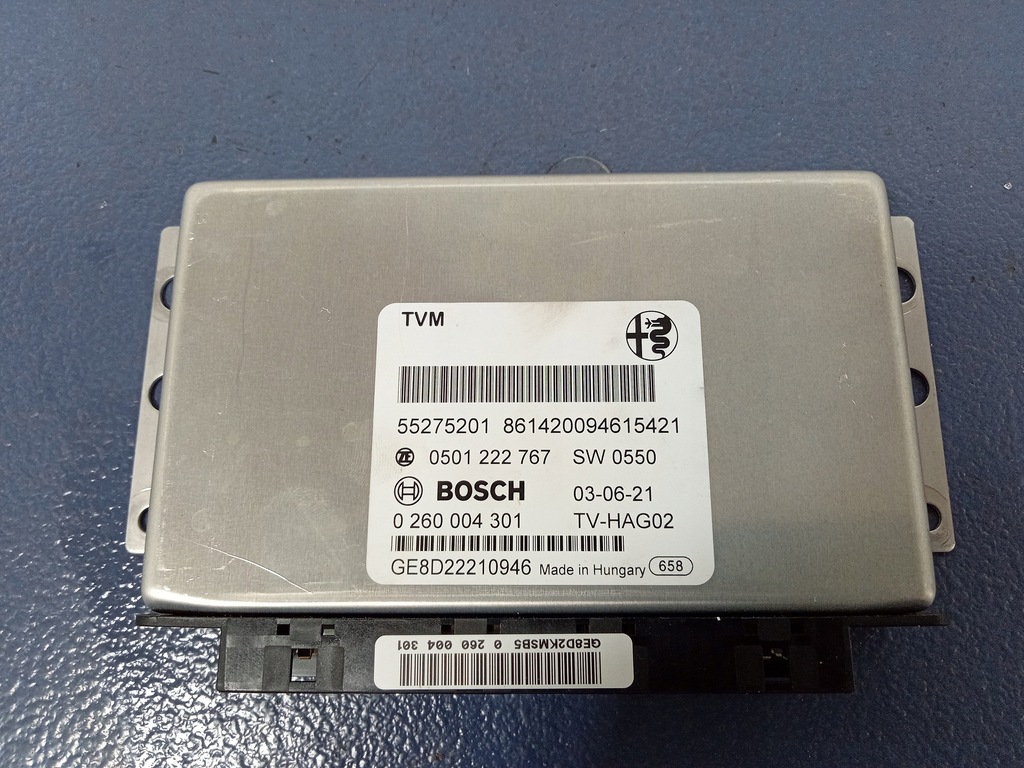 TVM
55275201 861420094615421
ZF 0501 222 767 SW 0550
BOSCH 03-06-21
0 260 004 301 TV-HAG02
GE8D22210946 Made in Hungary 658
GE8D2KMSB5 0 260 004 301